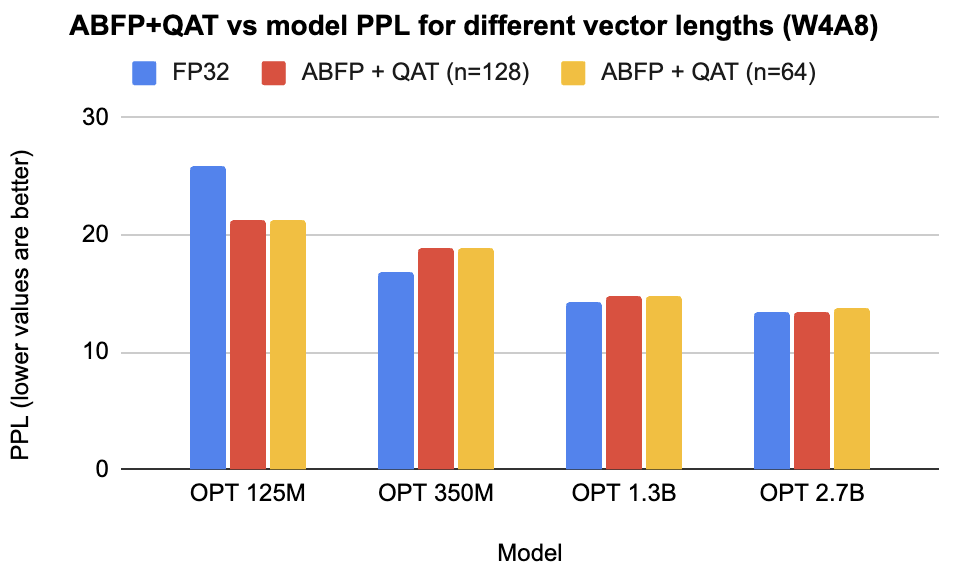 ABFP+QAT vs model PPL for different vector lengths (W4A8)
FP32 ABFP + QAT (n=128) ABFP + QAT (n=64)
PPL (lower values are better)
30
20
10
0
OPT 125M OPT 350M OPT 1.3B OPT 2.7B
Model